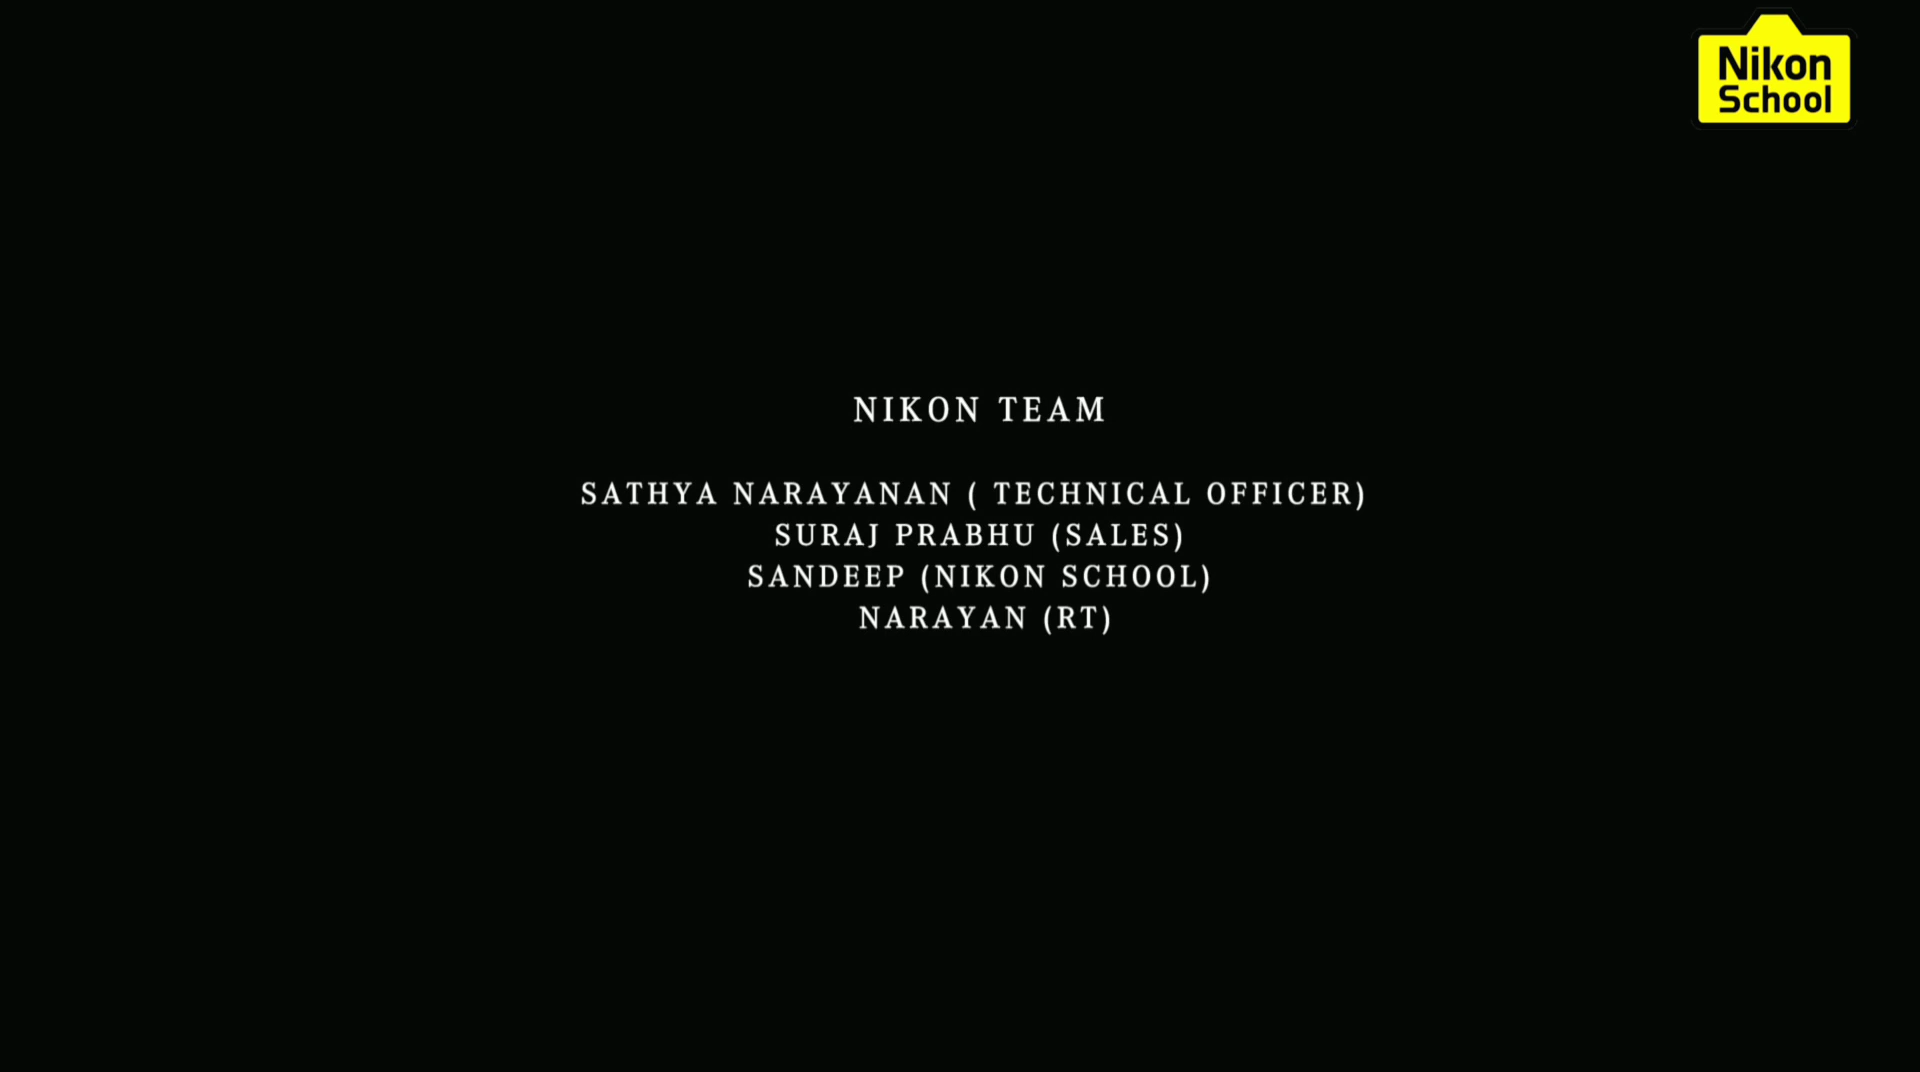 Nikon
School
NIKON TEAM
SATHYA NARAYANAN ( TECHNICAL OFFICER)
SURAJ PRABHU (SALES)
SANDEEP (NIKON SCHOOL)
NARAYAN (RT)